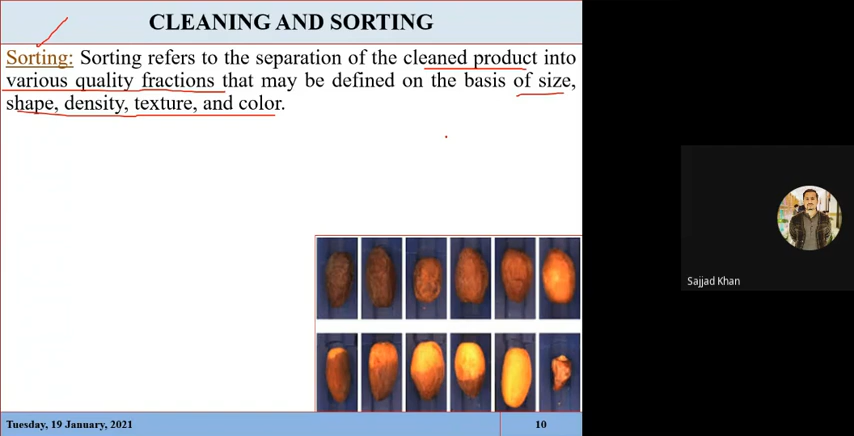 CLEANING AND SORTING
Sorting: Sorting refers to the separation of the cleaned product into
various quality fractions that may be defined on the basis of size,
shape, density, texture, and color.
Sajjad Khan
Tuesday, 19 January, 2021
10